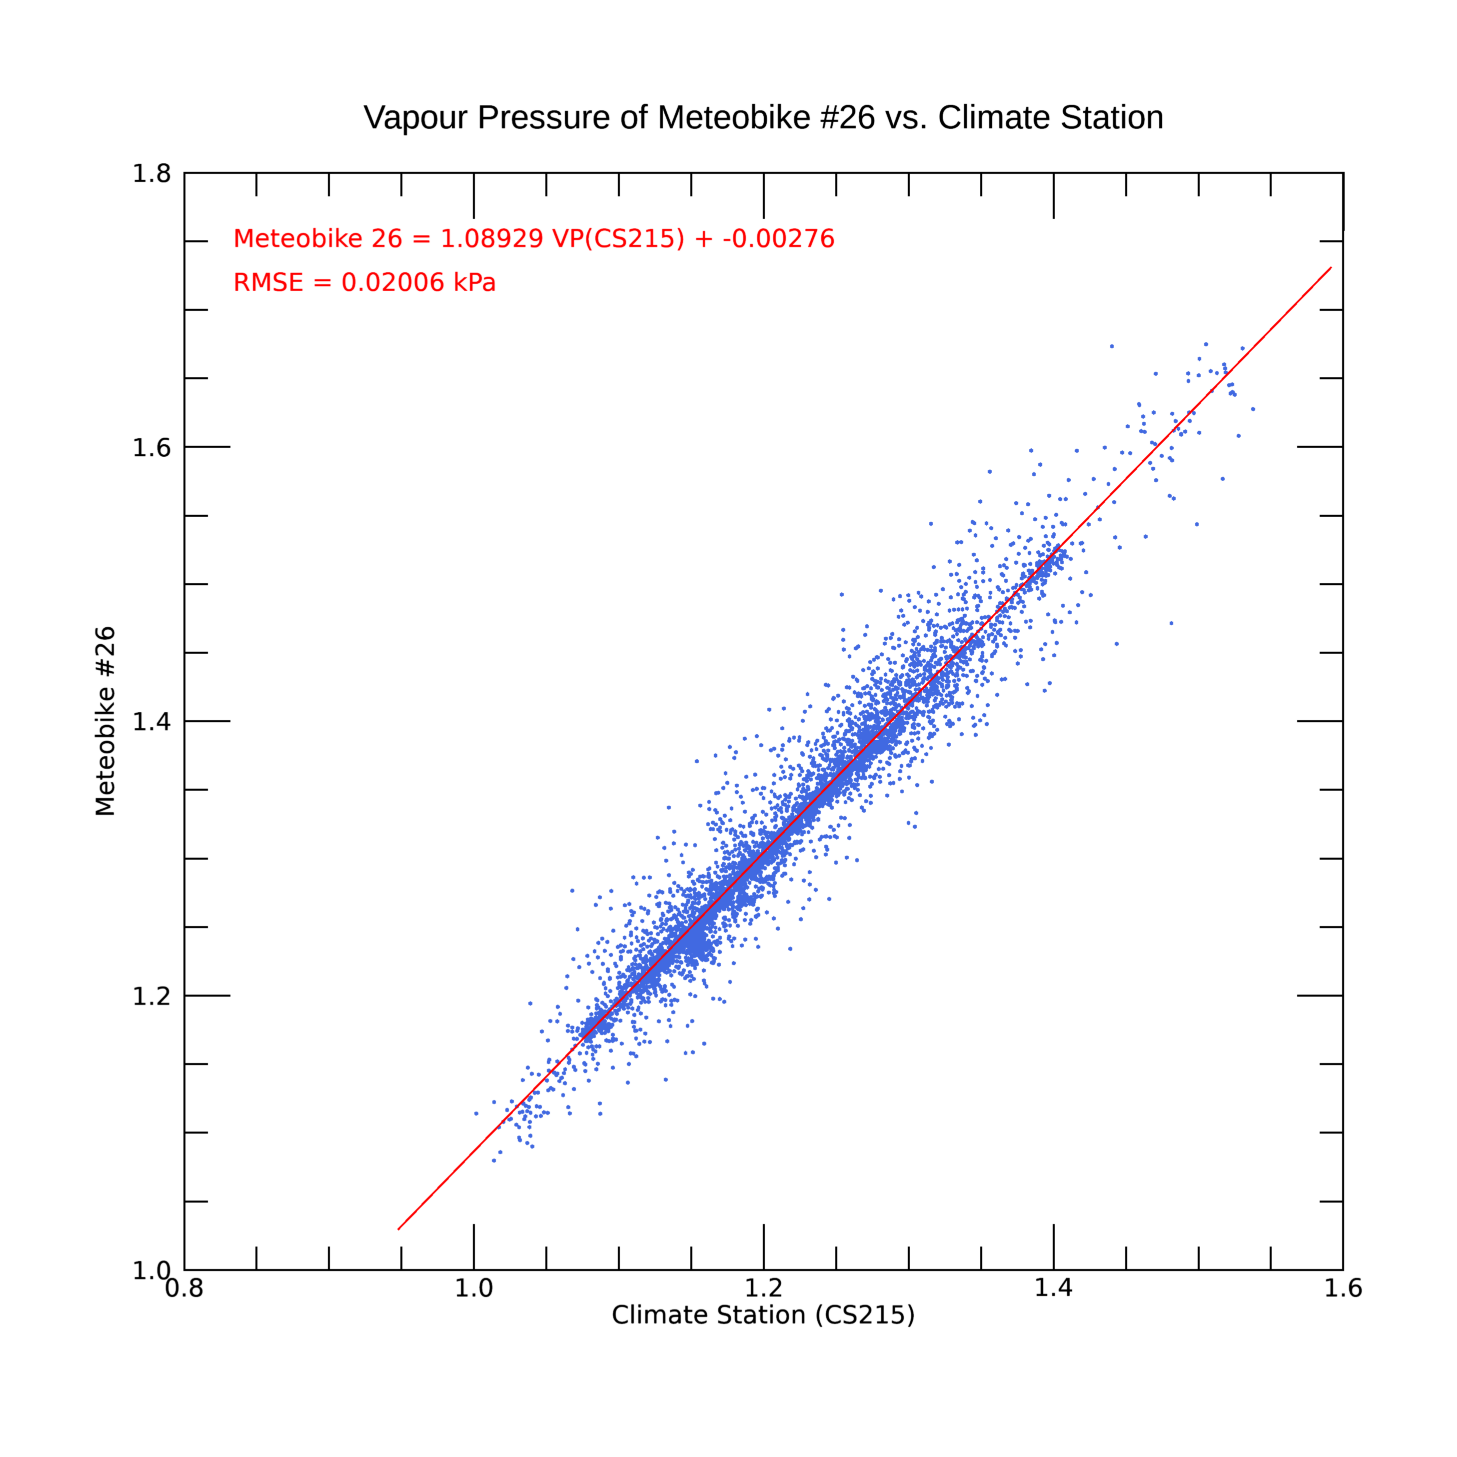 Vapour Pressure of Meteobike #26 vs. Climate Station
1.8
Meteobike 26 = 1.08929 VP(CS215) + -0.00276
RMSE = 0.02006 kPa
1.6
Meteobike #26
1.4
1.2
1.0
0.8 1.0 1.2 1.4 1.6
Climate Station (CS215)